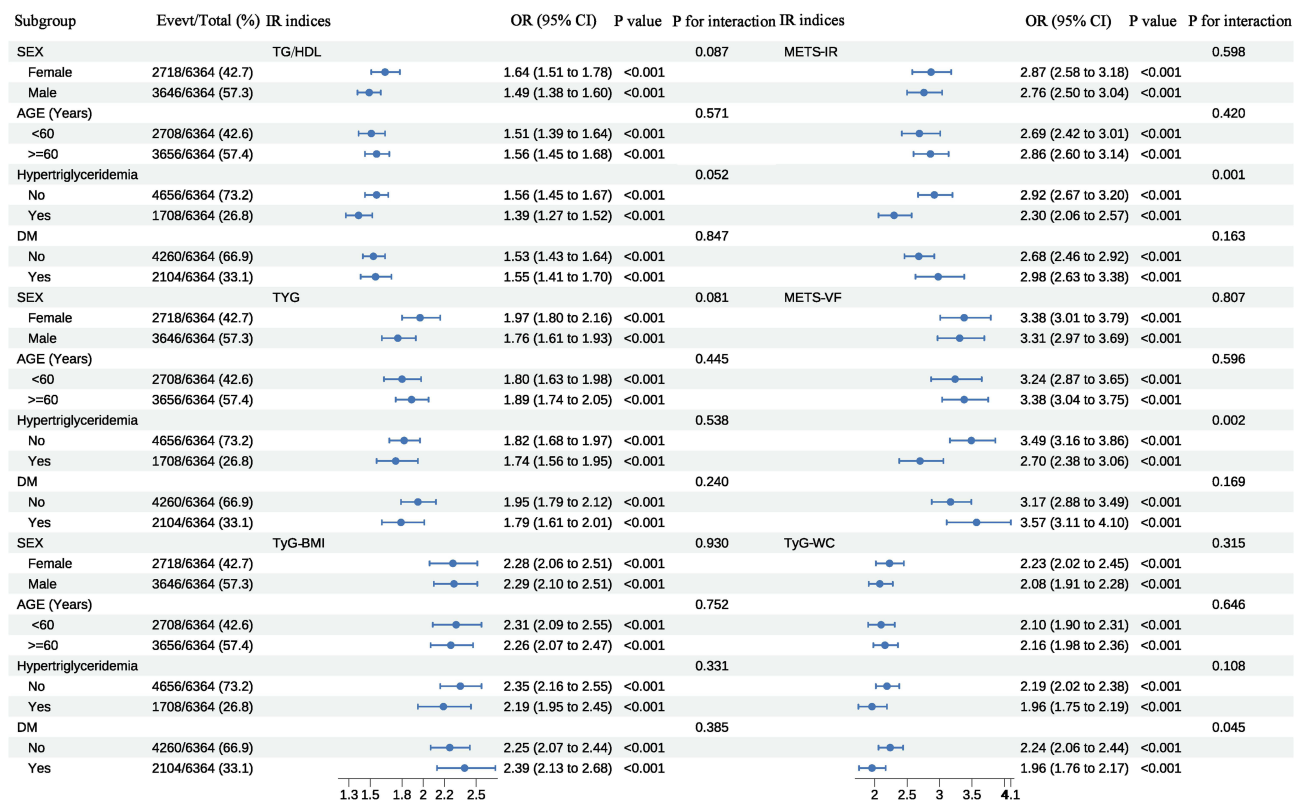 Subgroup Evevt/Total (%) IR indices OR (95% CI) P value P for interaction IR indices OR (95% CI) P value P for interaction
SEX TG/HDL 0.087 METS-IR 0.598
Female 2718/6364 (42.7) 1.64 (1.51 to 1.78) <0.001 2.87 (2.58 to 3.18) <0.001
Male 3646/6364 (57.3) 1.49 (1.38 to 1.60) <0.001 2.76 (2.50 to 3.04) <0.001
AGE (Years) 0.571 0.420
<60 2708/6364 (42.6) 1.51 (1.39 to 1.64) <0.001 2.69 (2.42 to 3.01) <0.001
>=60 3656/6364 (57.4) 1.56 (1.45 to 1.68) <0.001 2.86 (2.60 to 3.14) <0.001
Hypertriglyceridemia 0.052 0.001
No 4656/6364 (73.2) 1.56 (1.45 to 1.67) <0.001 2.92 (2.67 to 3.20) <0.001
Yes 1708/6364 (26.8) 1.39 (1.27 to 1.52) <0.001 2.30 (2.06 to 2.57) <0.001
DM 0.847 0.163
No 4260/6364 (66.9) 1.53 (1.43 to 1.64) <0.001 2.68 (2.46 to 2.92) <0.001
Yes 2104/6364 (33.1) 1.55 (1.41 to 1.70) <0.001 2.98 (2.63 to 3.38) <0.001
SEX TYG 0.081 METS-VF 0.807
Female 2718/6364 (42.7) 1.97 (1.80 to 2.16) <0.001 3.38 (3.01 to 3.79) <0.001
Male 3646/6364 (57.3) 1.76 (1.61 to 1.93) <0.001 3.31 (2.97 to 3.69) <0.001
AGE (Years) 0.445 0.596
<60 2708/6364 (42.6) 1.80 (1.63 to 1.98) <0.001 3.24 (2.87 to 3.65) <0.001
>=60 3656/6364 (57.4) 1.89 (1.74 to 2.05) <0.001 3.38 (3.04 to 3.75) <0.001
Hypertriglyceridemia 0.538 0.002
No 4656/6364 (73.2) 1.82 (1.68 to 1.97) <0.001 3.49 (3.16 to 3.86) <0.001
Yes 1708/6364 (26.8) 1.74 (1.56 to 1.95) <0.001 2.70 (2.38 to 3.06) <0.001
DM 0.240 0.169
No 4260/6364 (66.9) 1.95 (1.79 to 2.12) <0.001 3.17 (2.88 to 3.49) <0.001
Yes 2104/6364 (33.1) 1.79 (1.61 to 2.01) <0.001 3.57 (3.11 to 4.10) <0.001
SEX TyG-BMI 0.930 TyG-WC 0.315
Female 2718/6364 (42.7) 2.28 (2.06 to 2.51) <0.001 2.23 (2.02 to 2.45) <0.001
Male 3646/6364 (57.3) 2.29 (2.10 to 2.51) <0.001 2.08 (1.91 to 2.28) <0.001
AGE (Years) 0.752 0.646
<60 2708/6364 (42.6) 2.31 (2.09 to 2.55) <0.001 2.10 (1.90 to 2.31) <0.001
>=60 3656/6364 (57.4) 2.26 (2.07 to 2.47) <0.001 2.16 (1.98 to 2.36) <0.001
Hypertriglyceridemia 0.331 0.108
No 4656/6364 (73.2) 2.35 (2.16 to 2.55) <0.001 2.19 (2.02 to 2.38) <0.001
Yes 1708/6364 (26.8) 2.19 (1.95 to 2.45) <0.001 1.96 (1.75 to 2.19) <0.001
DM 0.385 0.045
No 4260/6364 (66.9) 2.25 (2.07 to 2.44) <0.001 2.24 (2.06 to 2.44) <0.001
Yes 2104/6364 (33.1) 2.39 (2.13 to 2.68) <0.001 1.96 (1.76 to 2.17) <0.001
1.3 1.5 1.8 2 2.2 2.5 2 2.5 3 3.5 4 4.1